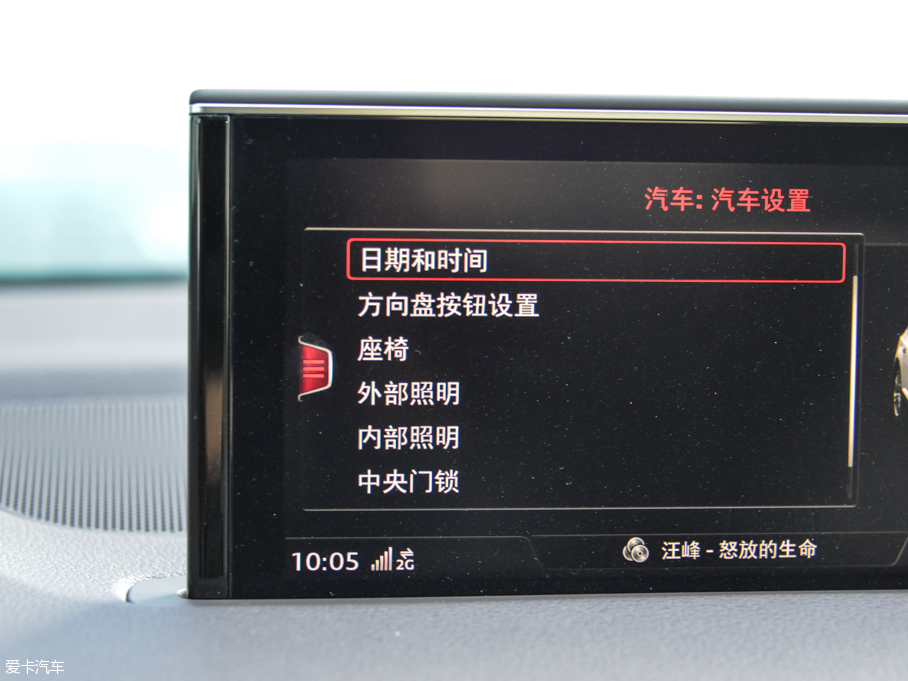 汽车: 汽车设置
日期和时间
方向盘按钮设置
座椅
外部照明
内部照明
中央门锁
10:05 2G 汪峰 - 怒放的生命
爱卡汽车